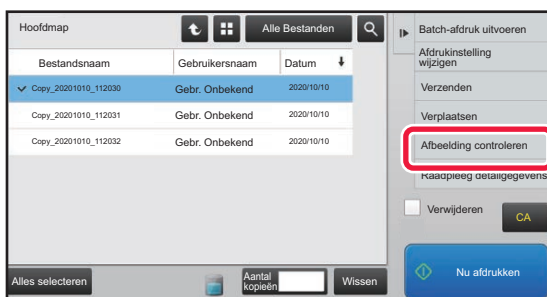 Hoofdmap
Alle Bestanden
Bestandsnaam Gebruikersnaam Datum
Copy_20201010_112030 Gebr. Onbekend 2020/10/10
Copy_20201010_112031 Gebr. Onbekend 2020/10/10
Copy_20201010_112032 Gebr. Onbekend 2020/10/10
Alles selecteren
Aantal
kopieën
Wissen
Batch-afdruk uitvoeren
Afdrukinstelling
wijzigen
Verzenden
Verplaatsen
Afbeelding controleren
Raadpleeg detailgegevens
Verwijderen
CA
Nu afdrukken